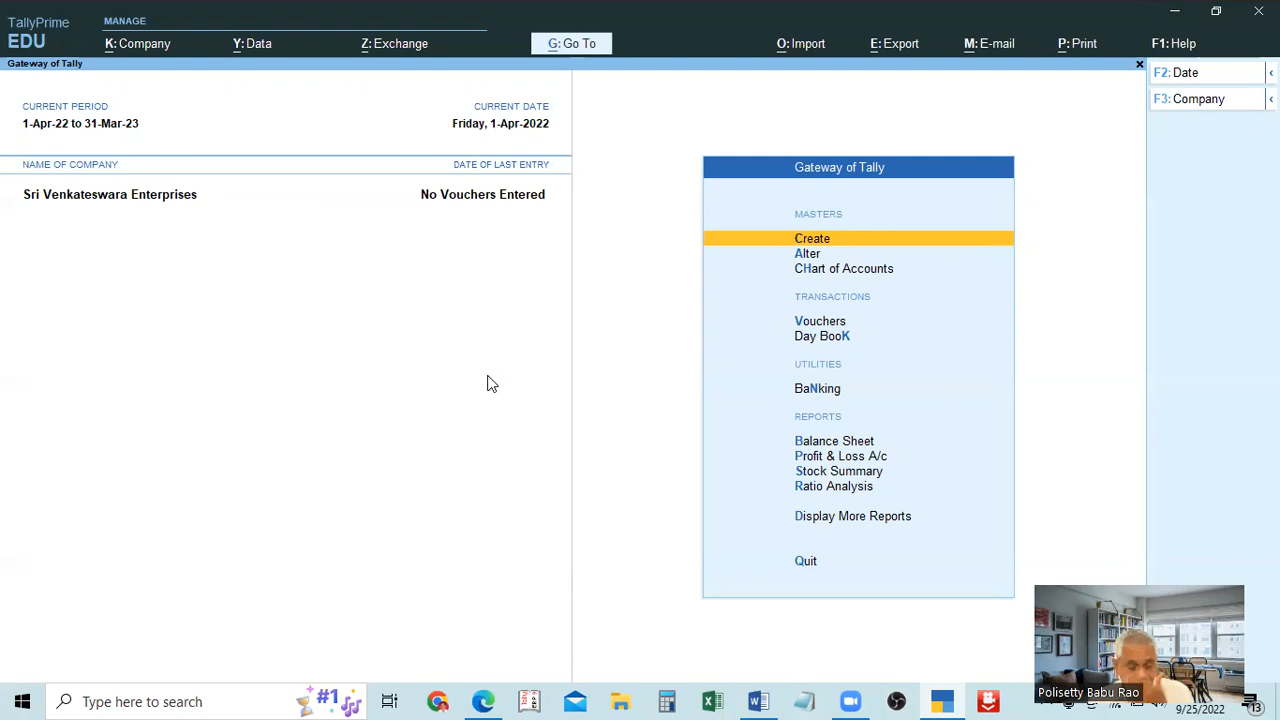 TallyPrime
EDU
MANAGE
K: Company
Y: Data
Z: Exchange
G: Go To
O: Import
E: Export
M: E-mail
P: Print
F1: Help
Gateway of Tally
F2: Date
F3: Company
CURRENT PERIOD
CURRENT DATE
1-Apr-22 to 31-Mar-23
Friday, 1-Apr-2022
NAME OF COMPANY
DATE OF LAST ENTRY
Sri Venkateswara Enterprises
No Vouchers Entered
Gateway of Tally
MASTERS
Create
Alter
CHart of Accounts
TRANSACTIONS
Vouchers
Day BooK
UTILITIES
BaNking
REPORTS
Balance Sheet
Profit & Loss A/c
Stock Summary
Ratio Analysis
Display More Reports
Quit
Polisetty Babu Rao
Type here to search
#1
9/25/2022
13